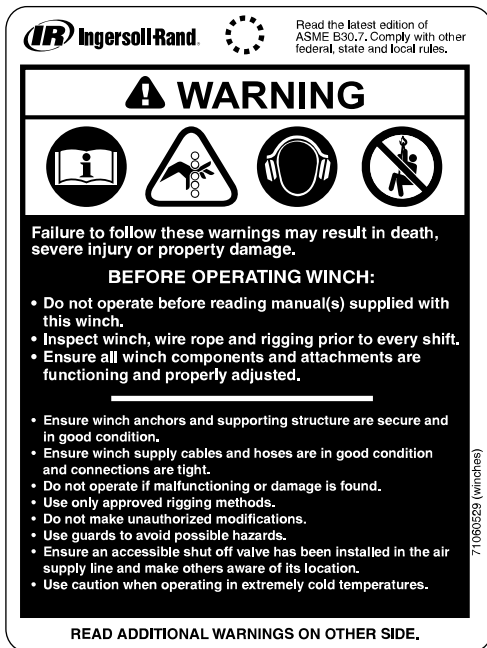 IR Ingersoll-Rand®
Read the latest edition of
ASME B30.7. Comply with other
federal, state and local rules.
WARNING
Failure to follow these warnings may result in death,
severe injury or property damage.
BEFORE OPERATING WINCH:
• Do not operate before reading manual(s) supplied with
this winch.
• Inspect winch, wire rope and rigging prior to every shift.
• Ensure all winch components and attachments are
functioning and properly adjusted.
• Ensure winch anchors and supporting structure are secure and
in good condition.
• Ensure winch supply cables and hoses are in good condition
and connections are tight.
• Do not operate if malfunctioning or damage is found.
• Use only approved rigging methods.
• Do not make unauthorized modifications.
• Use guards to avoid possible hazards.
• Ensure an accessible shut off valve has been installed in the air
supply line and make others aware of its location.
• Use caution when operating in extremely cold temperatures.
71060529 (winches)
READ ADDITIONAL WARNINGS ON OTHER SIDE.